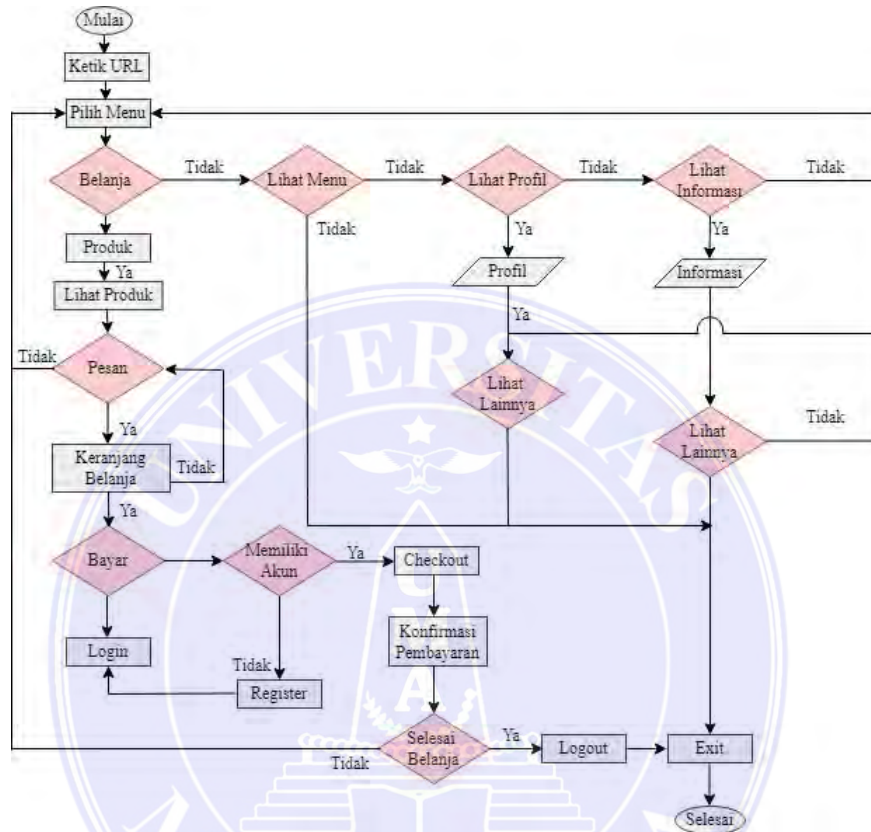 Mulai
Ketik URL
Pilih Menu
Belanja
Tidak
Lihat Menu
Tidak
Lihat Profil
Tidak
Lihat
Informasi
Tidak
Tidak
Ya
Ya
Produk
Ya
Lihat Produk
Profil
Informasi
Ya
Tidak
Pesan
Lihat
Lainnya
Lihat
Lainnya
Tidak
Ya
Keranjang
Belanja
Tidak
Ya
Bayar
Memiliki
Akun
Ya
Checkout
Konfirmasi
Pembayaran
Login
Tidak
Register
Selesai
Belanja
Tidak
Ya
Logout
Exit
Selesai
UNIVERSITAS